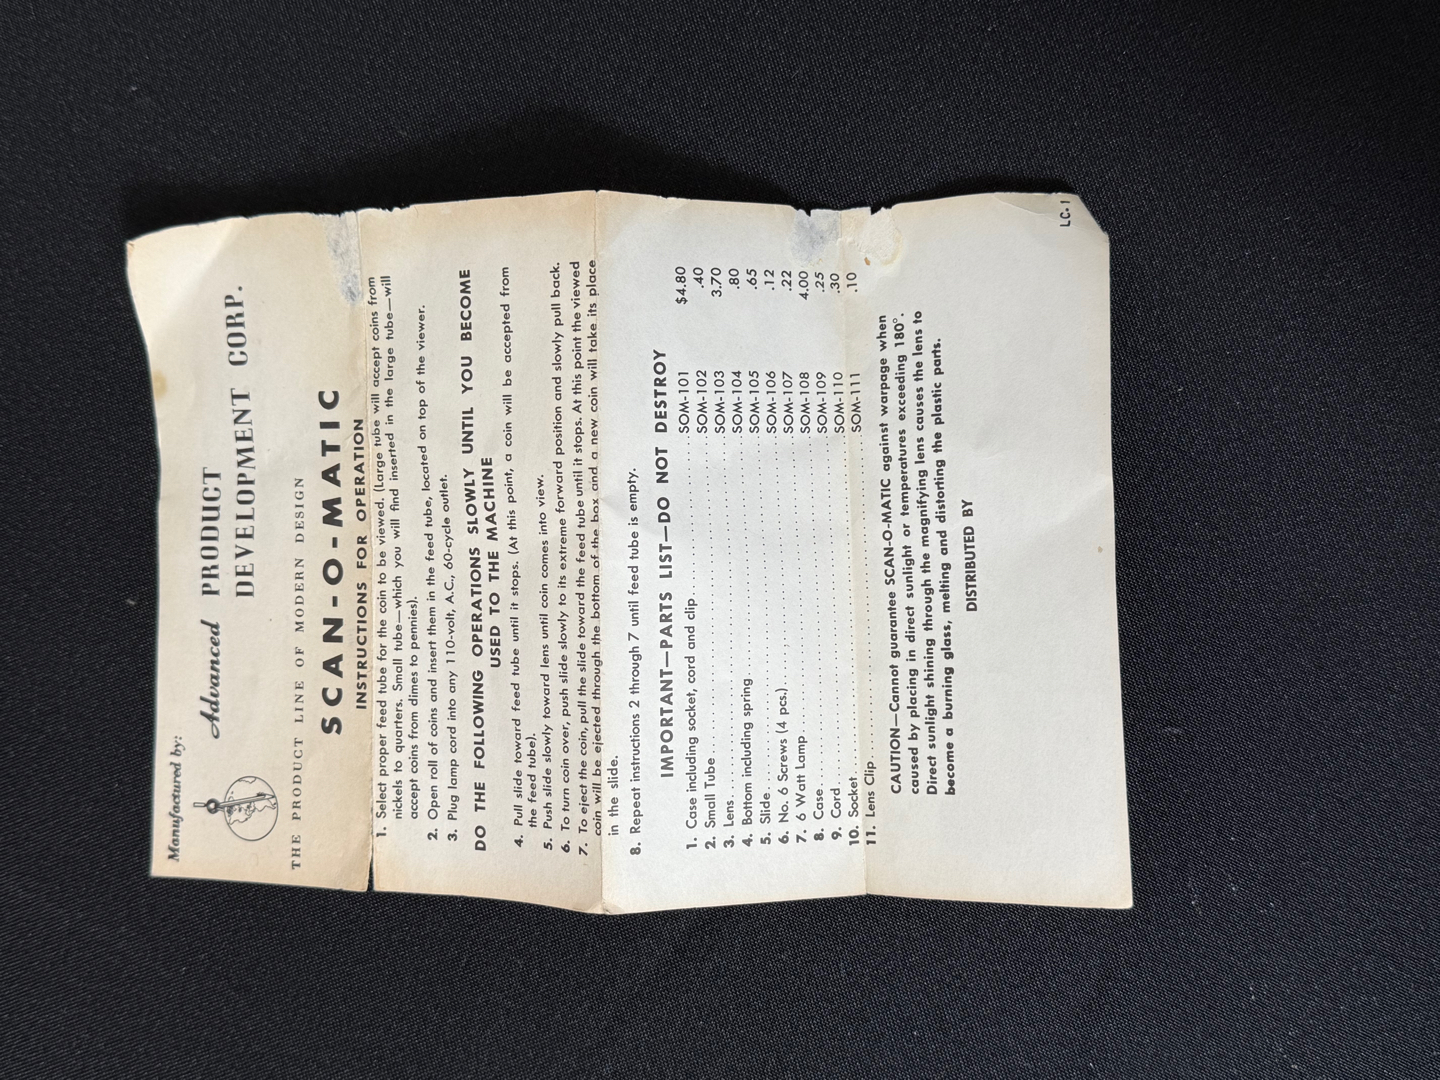 Manufactured by:
Advanced PRODUCT
DEVELOPMENT CORP.
THE PRODUCT LINE OF MODERN DESIGN
SCAN-O-MATIC
INSTRUCTIONS FOR OPERATION
1. Select proper feed tube for the coin to be viewed. (Large tube will accept coins from
nickels to quarters. Small tube—which you will find inserted in the large tube—will
accept coins from dimes to pennies).
2. Open roll of coins and insert them in the feed tube, located on top of the viewer.
3. Plug lamp cord into any 110-volt, A.C., 60-cycle outlet.
DO THE FOLLOWING OPERATIONS SLOWLY UNTIL YOU BECOME
USED TO THE MACHINE
4. Pull slide toward feed tube until it stops. (At this point, a coin will be accepted from
the feed tube).
5. Push slide slowly toward lens until coin comes into view.
6. To turn coin over, push slide slowly to its extreme forward position and slowly pull back.
7. To eject the coin, pull the slide toward the feed tube until it stops. At this point the viewed
coin will be ejected through the bottom of the box and a new coin will take its place
in the slide.
8. Repeat instructions 2 through 7 until feed tube is empty.
IMPORTANT—PARTS LIST—DO NOT DESTROY
1. Case including socket, cord and clip SOM-101 $4.80
2. Small Tube SOM-102 .40
3. Lens SOM-103 3.70
4. Bottom including spring SOM-104 .80
5. Slide SOM-105 .65
6. No. 6 Screws (4 pcs.) SOM-106 .12
7. 6 Watt Lamp SOM-107 .22
8. Case SOM-108 4.00
9. Cord SOM-109 .25
10. Socket SOM-110 .30
11. Lens Clip SOM-111 .10
CAUTION—Cannot guarantee SCAN-O-MATIC against warpage when
caused by placing in direct sunlight or temperatures exceeding 180°.
Direct sunlight shining through the magnifying lens causes the lens to
become a burning glass, melting and distorting the plastic parts.
DISTRIBUTED BY
LC-1